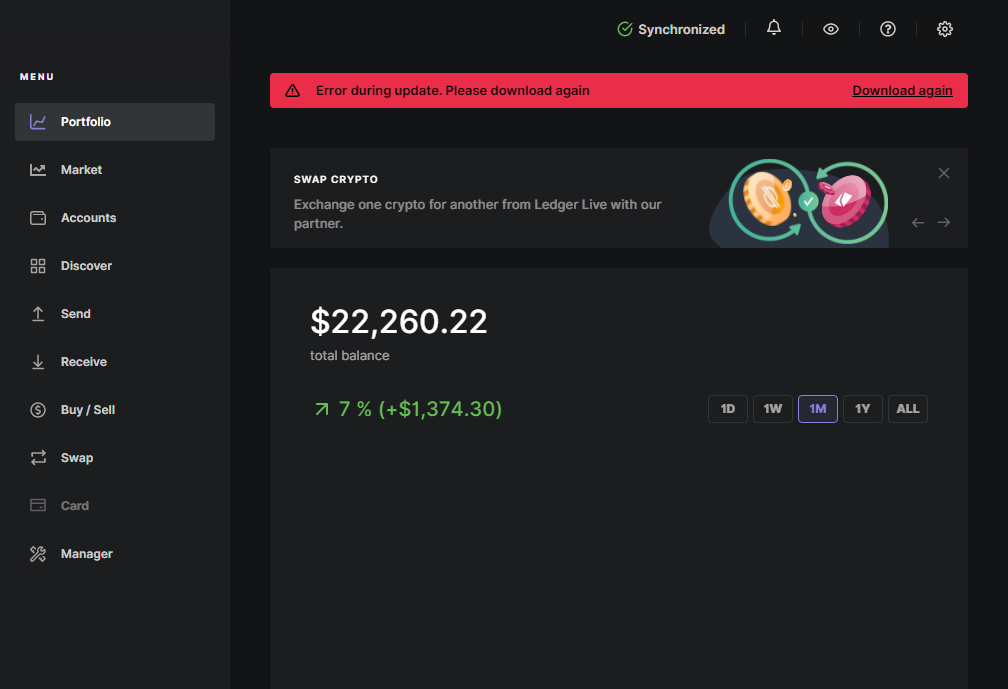 Synchronized
MENU
Error during update. Please download again
Download again
Portfolio
Market
Accounts
Discover
Send
Receive
Buy / Sell
Swap
Card
Manager
SWAP CRYPTO
Exchange one crypto for another from Ledger Live with our
partner.
$22,260.22
total balance
7 % (+$1,374.30)
1D
1W
1M
1Y
ALL